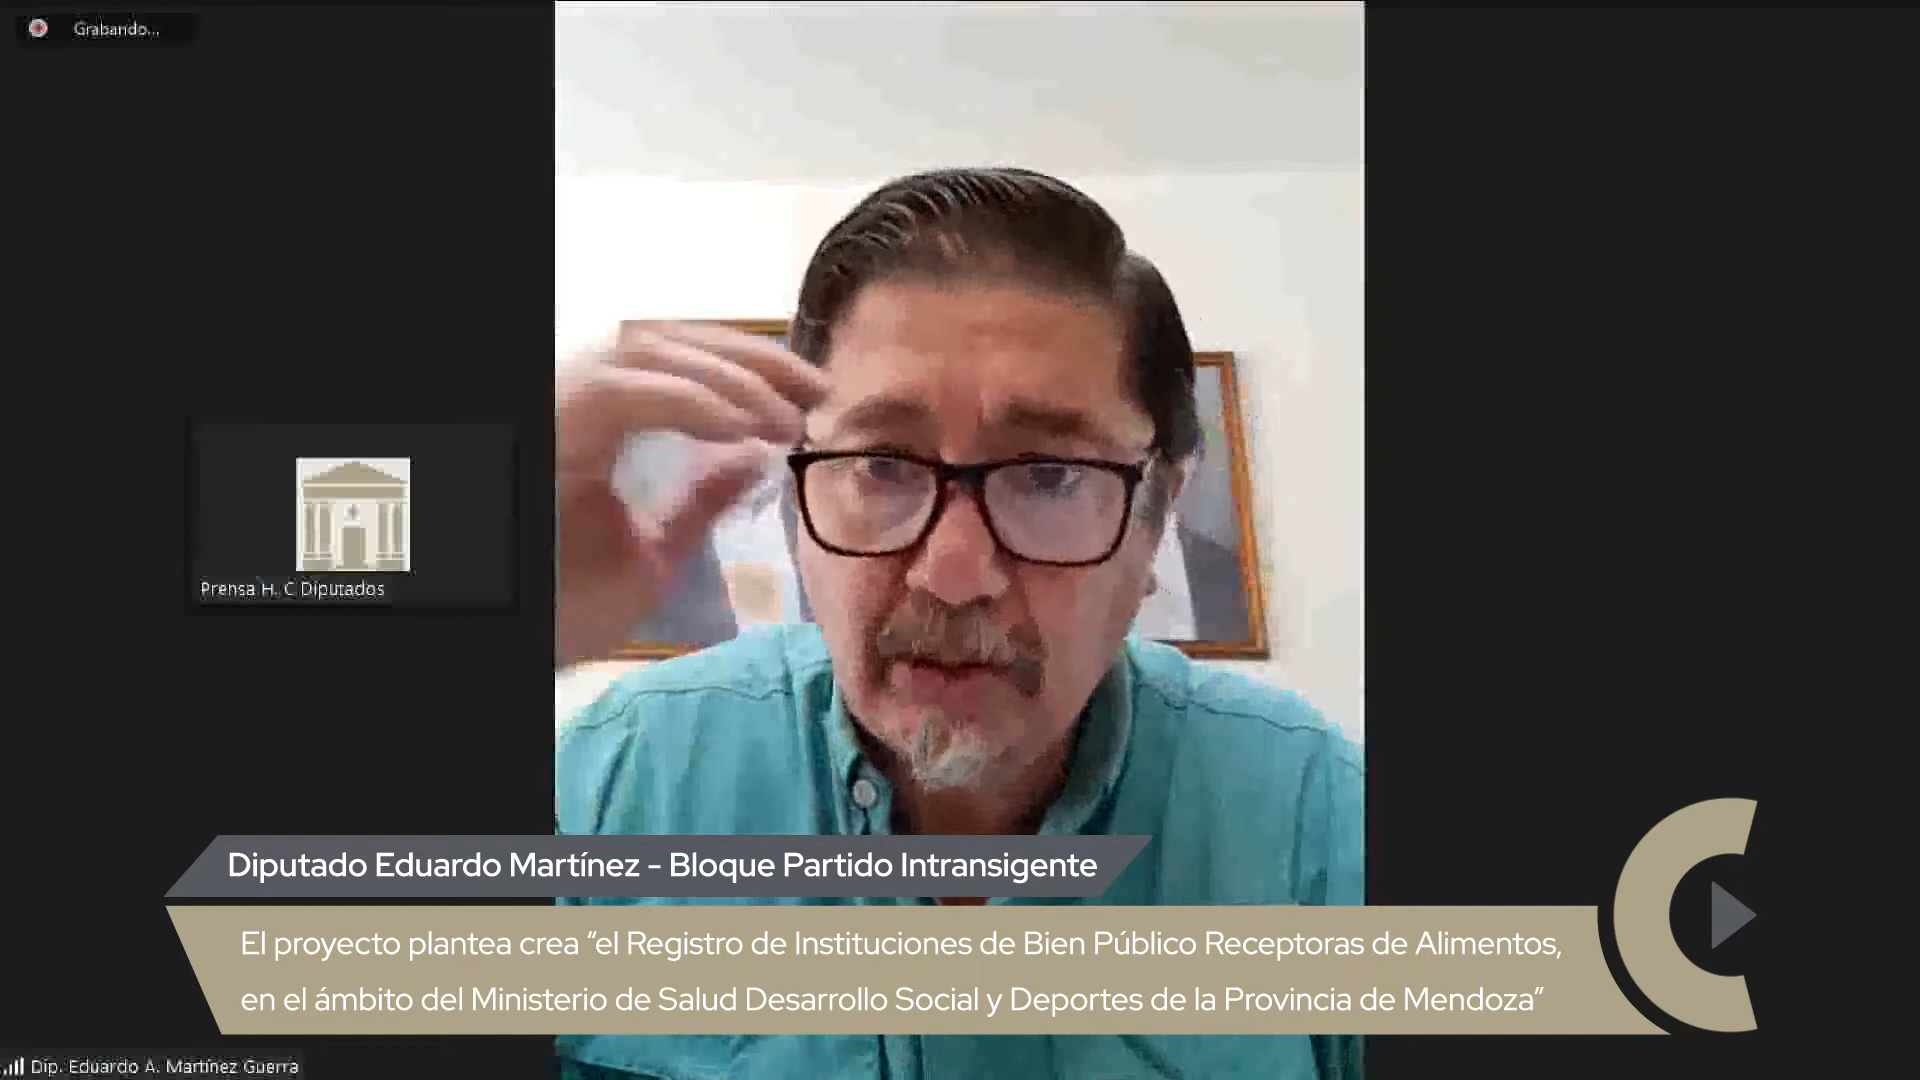 Grabando...
Prensa H. C Diputados
Diputado Eduardo Martínez - Bloque Partido Intransigente
El proyecto plantea crea “el Registro de Instituciones de Bien Público Receptoras de Alimentos,
en el ámbito del Ministerio de Salud Desarrollo Social y Deportes de la Provincia de Mendoza”
Dip. Eduardo A. Martínez Guerra